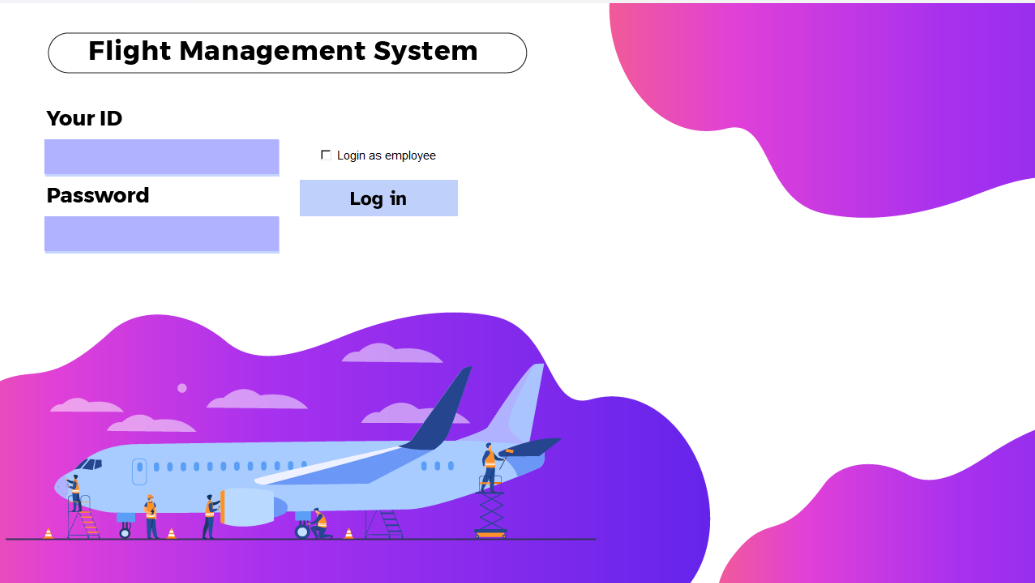 Flight Management System
Your ID
Login as employee
Password
Log in